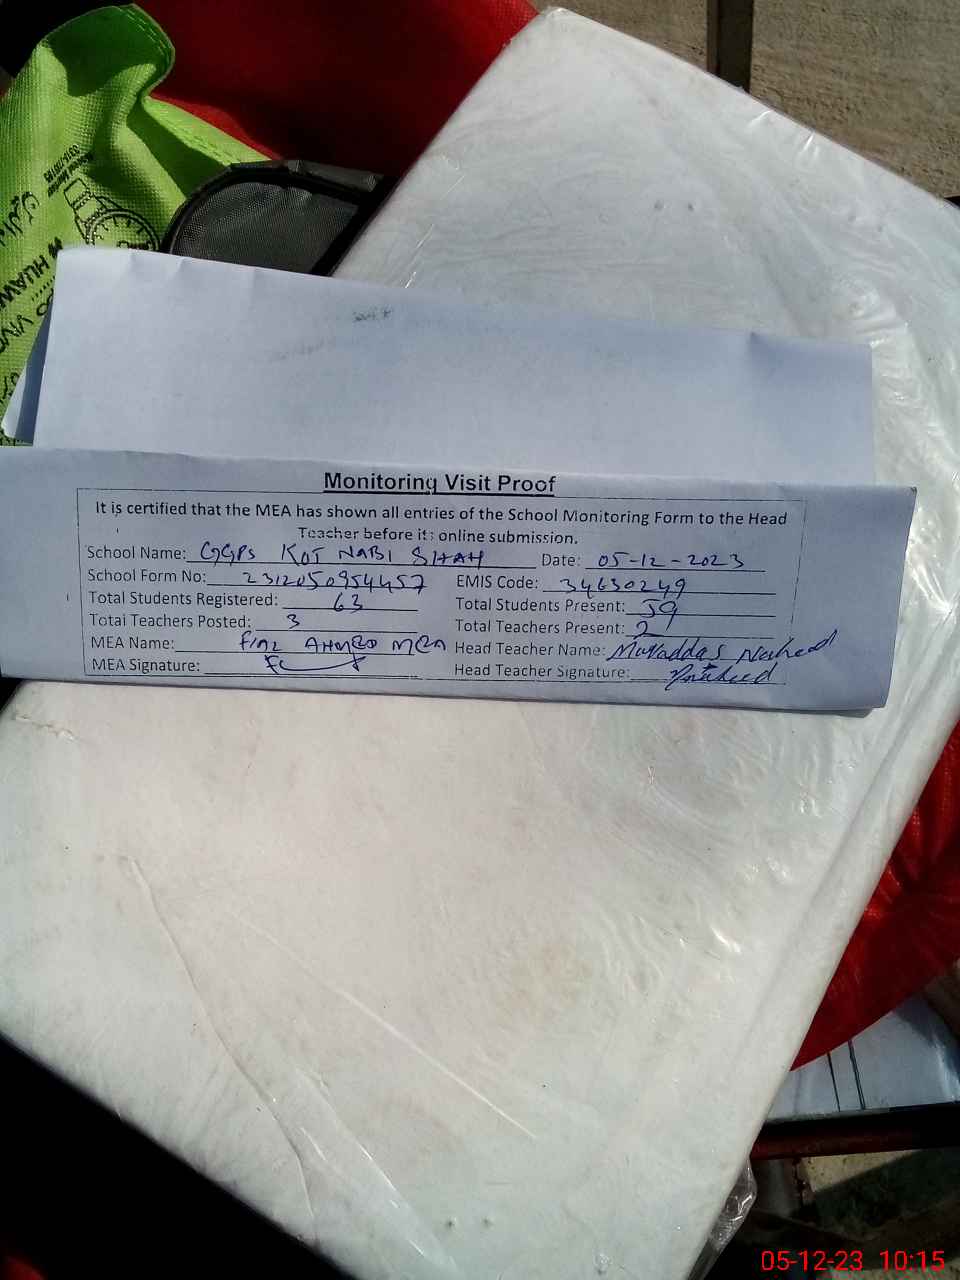 HUAWEI
Monitoring Visit Proof
It is certified that the MEA has shown all entries of the School Monitoring Form to the Head
Teacher before its online submission.
School Name: GGPS KOT NABI SHAH Date: 05-12-2023
School Form No: 2312050954457 EMIS Code: 34630249
Total Students Registered: 63 Total Students Present: 59
Total Teachers Posted: 3 Total Teachers Present: 2
MEA Name: AHMED MEA Head Teacher Name: Muqaddas Naheed
MEA Signature: Head Teacher Signature: Naheed
05-12-23 10:15